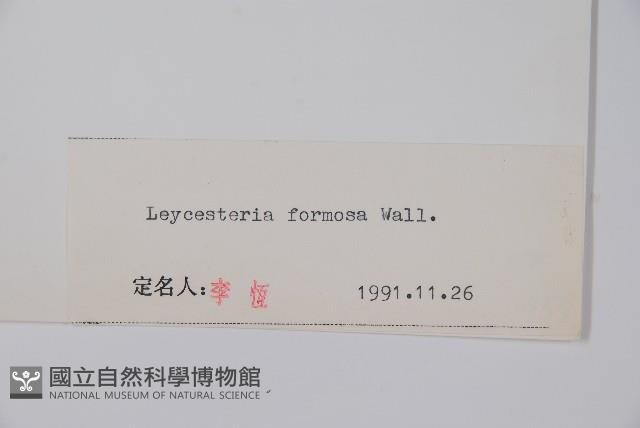 Leycesteria formosa Wall.
定名人:李 恆 1991.11.26
國立自然科學博物館
NATIONAL MUSEUM OF NATURAL SCIENCE